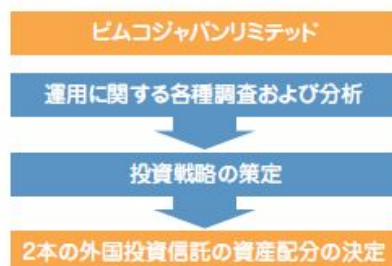 ピムコジャパンリミテッド
運用に関する各種調査および分析
投資戦略の策定
2本の外国投資信託の資産配分の決定